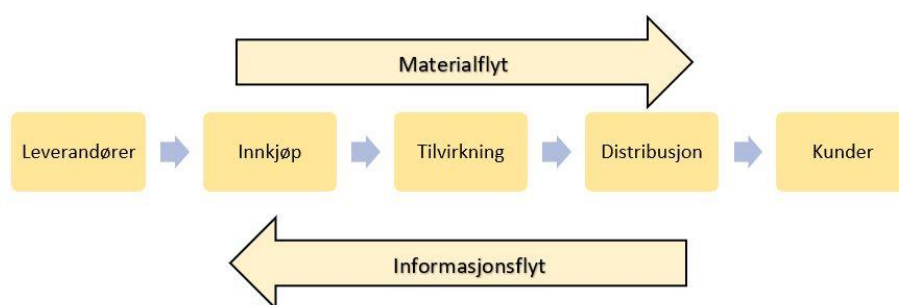 Materialflyt
Leverandører
Innkjøp
Tilvirkning
Distribusjon
Kunder
Informasjonsflyt